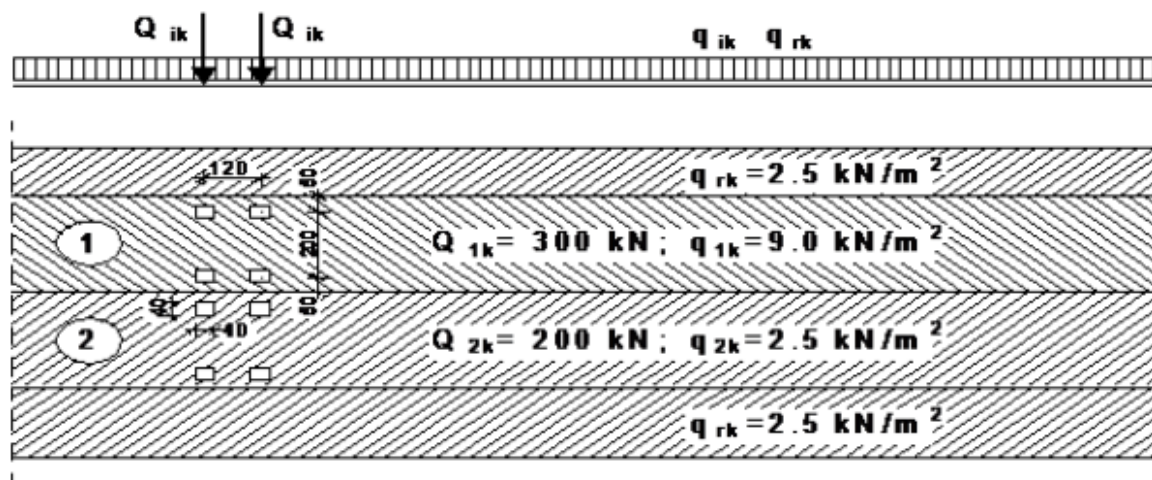 Q ik Q ik q ik q rk
120 50 q rk = 2.5 kN/m 2
1 200 Q 1k = 300 kN ; q 1k = 9.0 kN/m 2
40 50
2 40 Q 2k = 200 kN ; q 2k = 2.5 kN/m 2
q rk = 2.5 kN/m 2